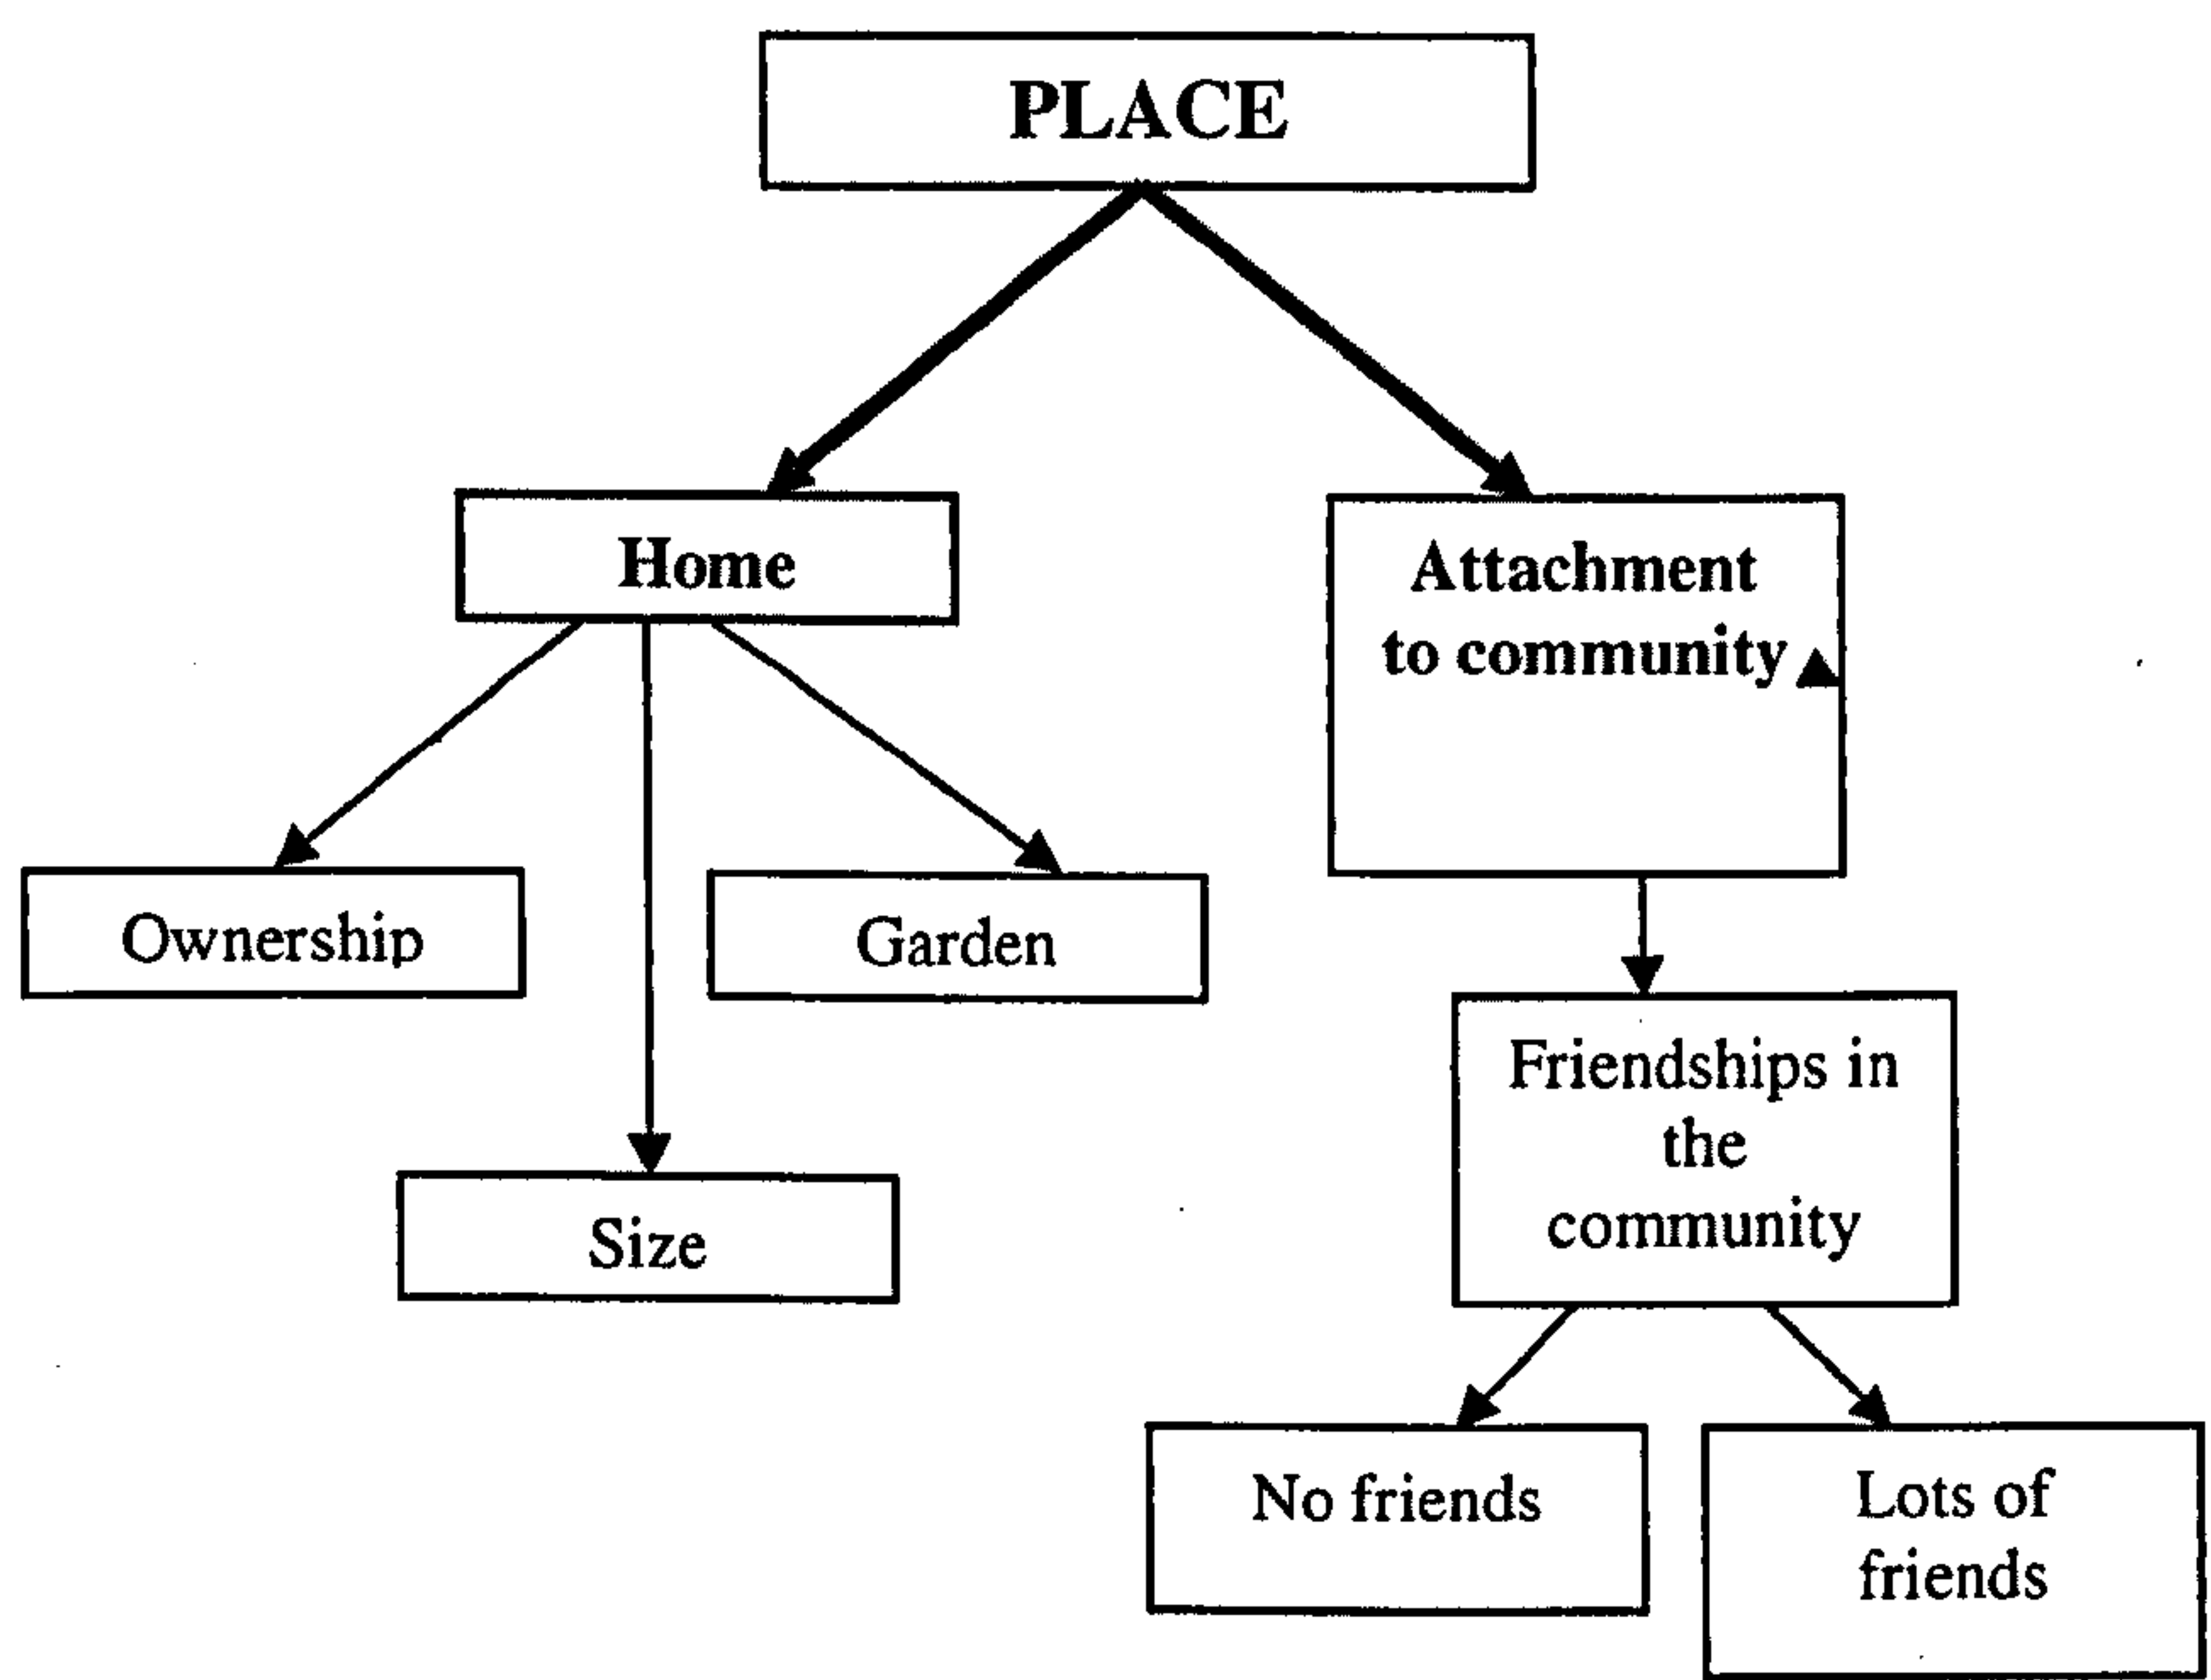 PLACE
Home
Attachment
to community
Ownership
Garden
Size
Friendships in
the
community
No friends
Lots of
friends